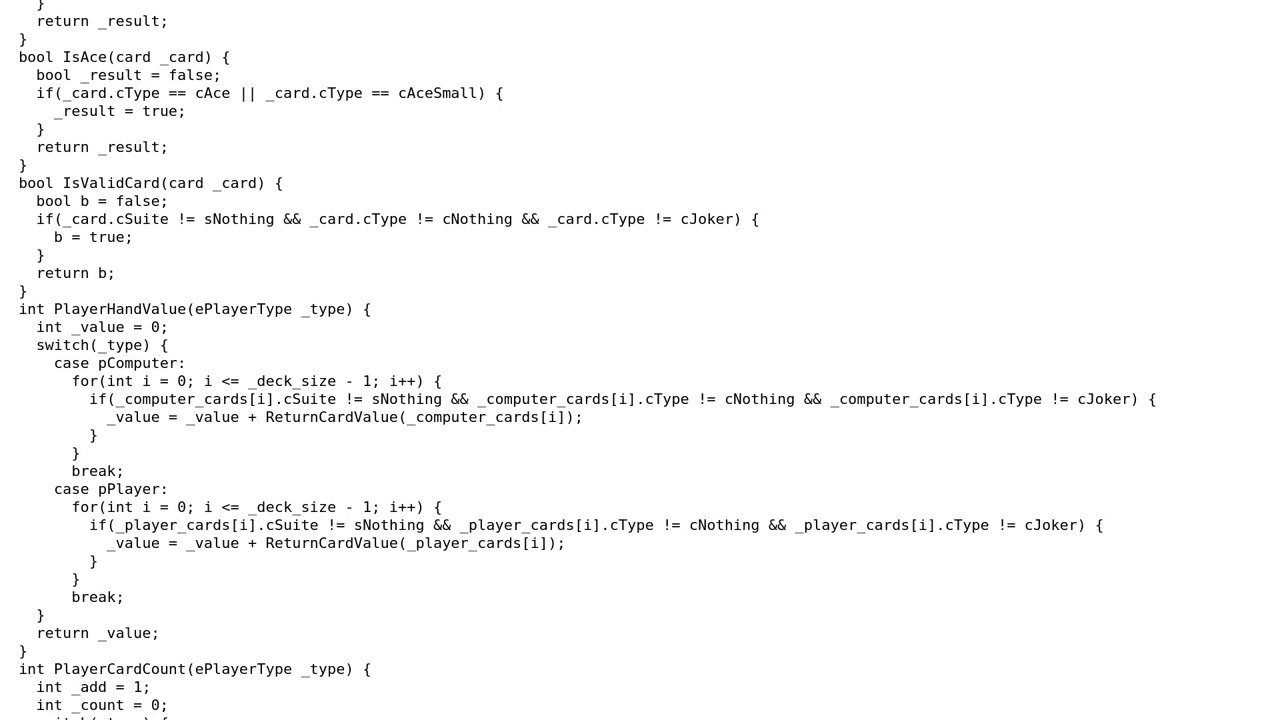 }
return _result;
}
bool IsAce(card _card) {
bool _result = false;
if(_card.cType == cAce || _card.cType == cAceSmall) {
_result = true;
}
return _result;
}
bool IsValidCard(card _card) {
bool b = false;
if(_card.cSuite != sNothing && _card.cType != cNothing && _card.cType != cJoker) {
b = true;
}
return b;
}
int PlayerHandValue(ePlayerType _type) {
int _value = 0;
switch(_type) {
case pComputer:
for(int i = 0; i <= _deck_size - 1; i++) {
if(_computer_cards[i].cSuite != sNothing && _computer_cards[i].cType != cNothing && _computer_cards[i].cType != cJoker) {
_value = _value + ReturnCardValue(_computer_cards[i]);
}
}
break;
case pPlayer:
for(int i = 0; i <= _deck_size - 1; i++) {
if(_player_cards[i].cSuite != sNothing && _player_cards[i].cType != cNothing && _player_cards[i].cType != cJoker) {
_value = _value + ReturnCardValue(_player_cards[i]);
}
}
break;
}
return _value;
}
int PlayerCardCount(ePlayerType _type) {
int _add = 1;
int _count = 0;